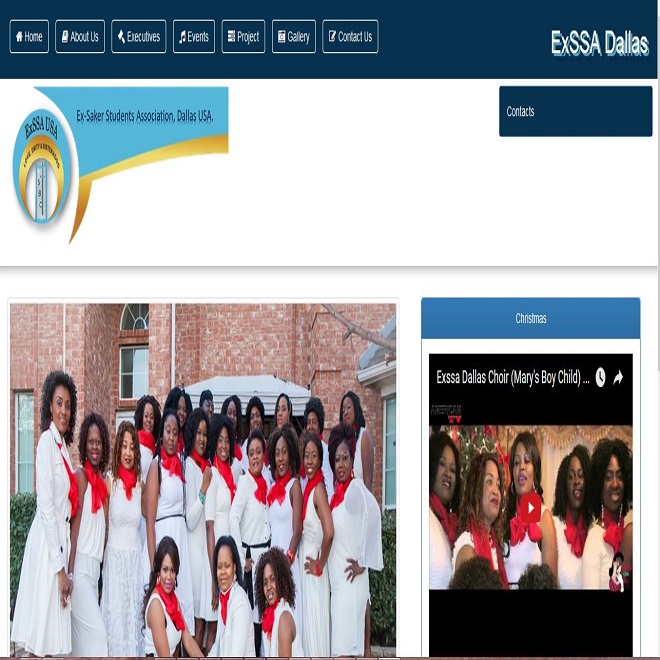 Home
About Us
Executives
Events
Project
Gallery
Contact Us
ExSSA Dallas
ExSSA USA
Ex-Saker Students Association, Dallas USA.
Contacts
Christmas
Exssa Dallas Choir (Mary's Boy Child) ...